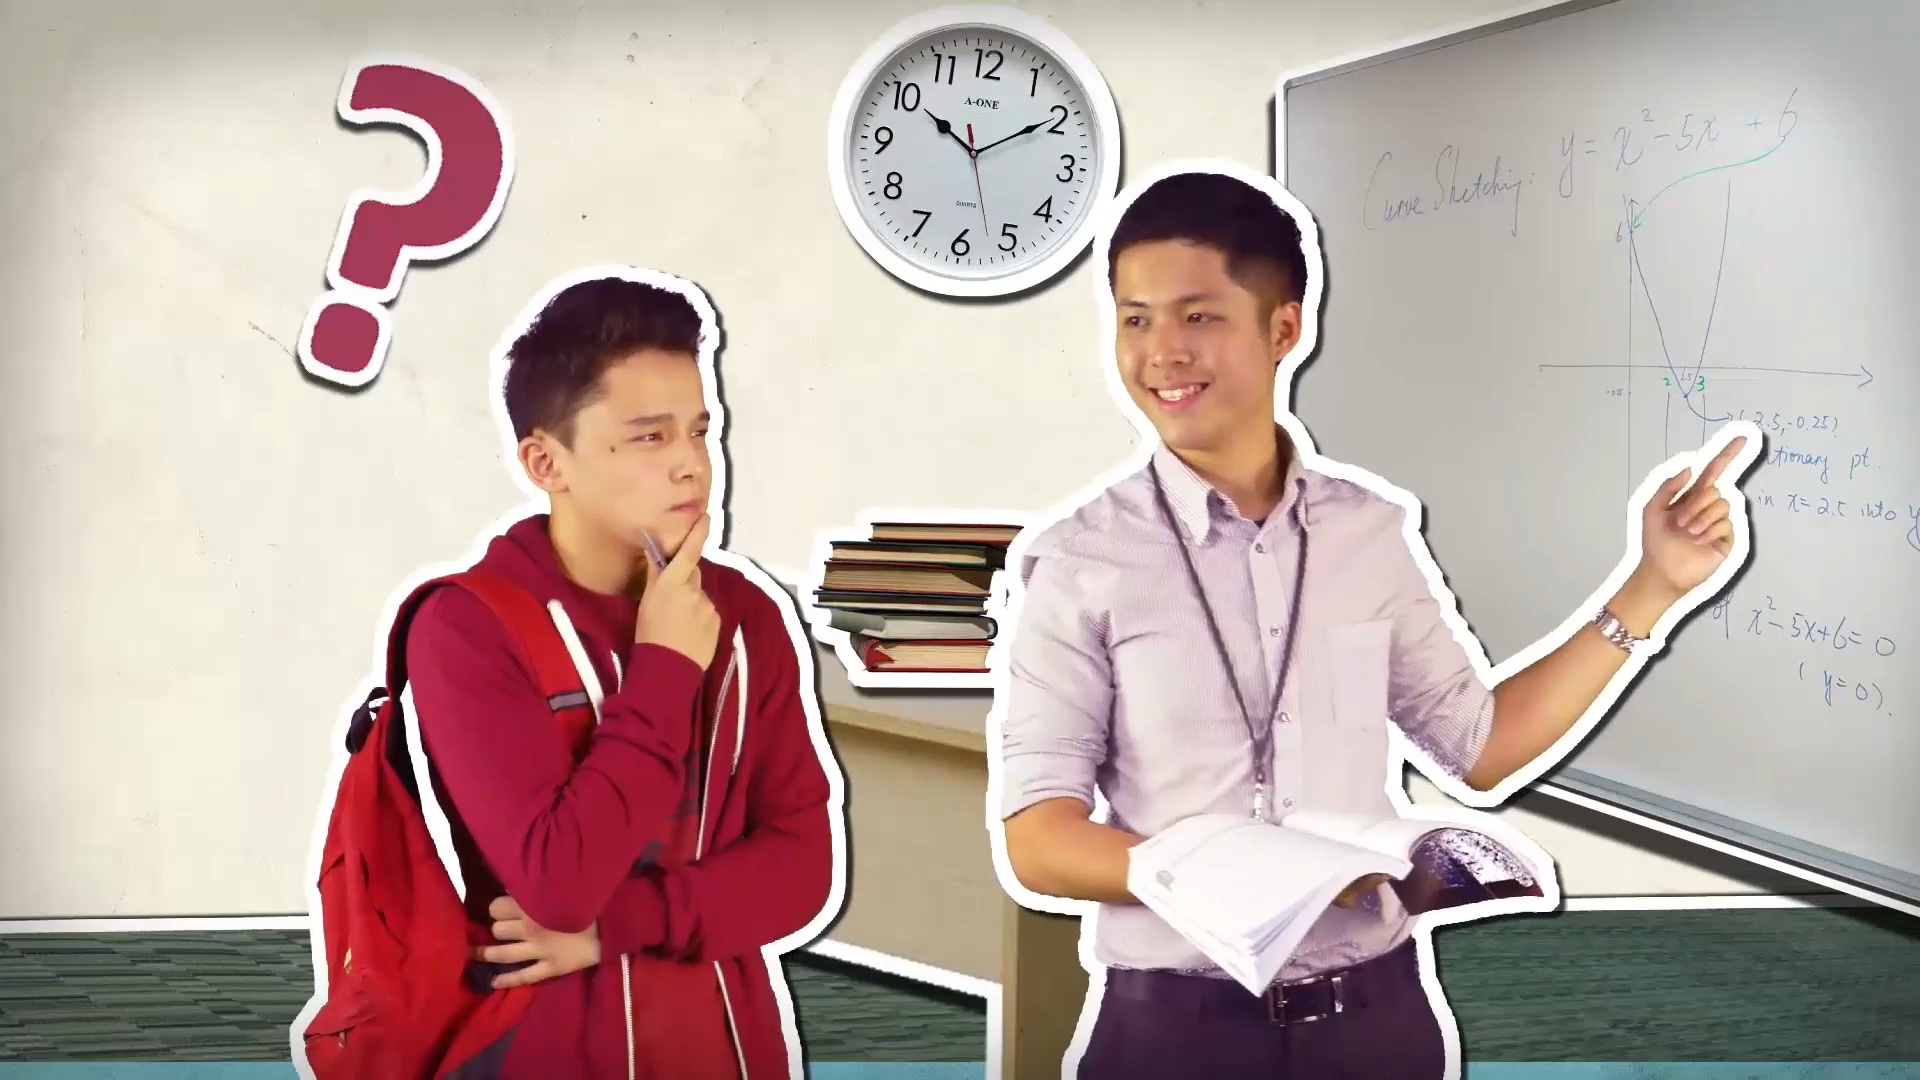 ?
12
11
1
10
A-ONE
2
9
3
8
QUARTZ
4
7
5
6
Curve Sketching: y = x² - 5x + 6
6
2 2.5 3
-0.25
(2.5, -0.25)
pt.
in x = 2.5 into y
of x² - 5x + 6 = 0
(y = 0).